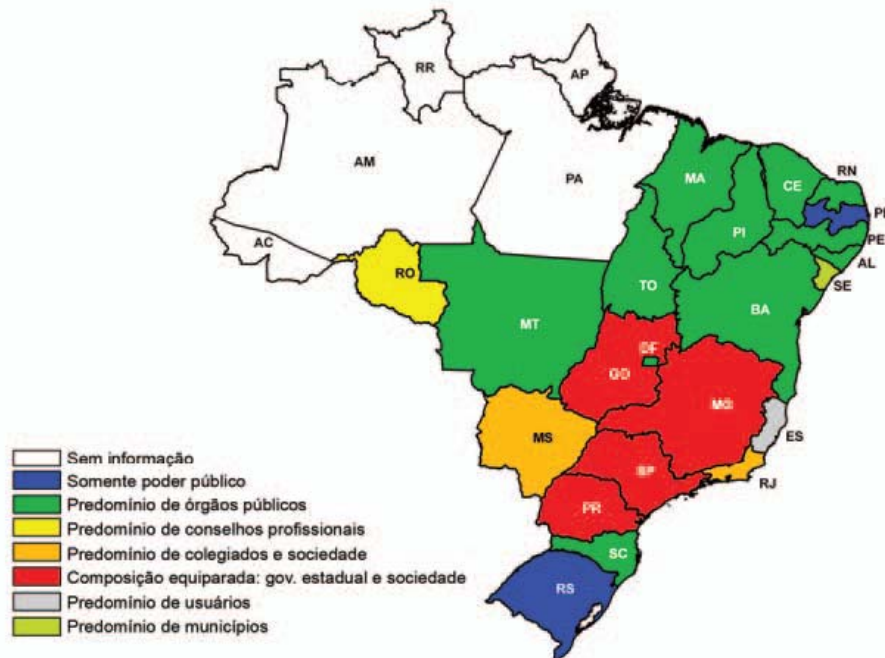 RR
AP
AM
PA
MA
CE
RN
PI
PE
AC
RO
TO
AL
SE
BA
MT
DF
GO
MG
MS
ES
SP
RJ
PR
SC
RS
Sem informação
Somente poder público
Predomínio de órgãos públicos
Predomínio de conselhos profissionais
Predomínio de colegiados e sociedade
Composição equiparada: gov. estadual e sociedade
Predomínio de usuários
Predomínio de municípios